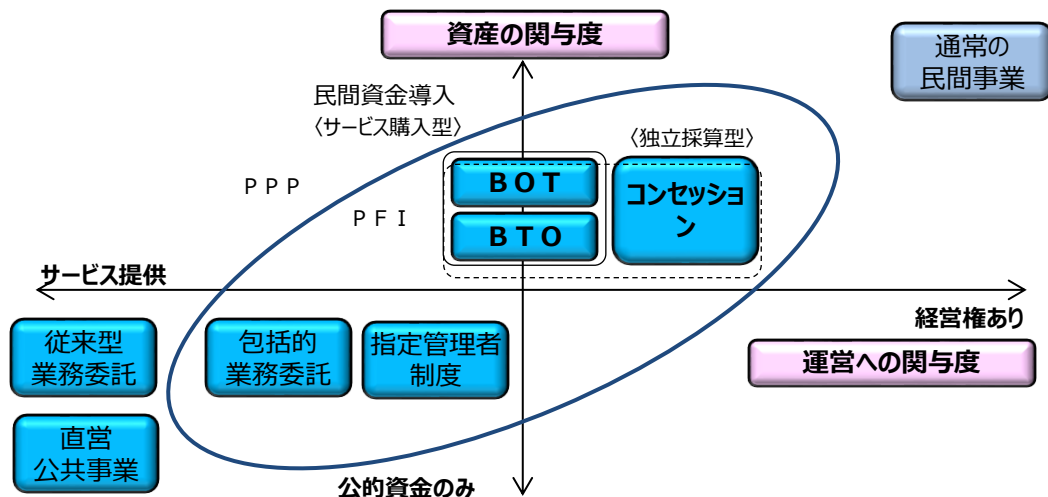 資産の関与度
通常の
民間事業
民間資金導入
〈サービス購入型〉
〈独立採算型〉
ＢＯＴ
コンセッショ
ン
ＰＰＰ
ＰＦＩ
ＢＴＯ
サービス提供
経営権あり
従来型
業務委託
包括的
業務委託
指定管理者
制度
運営への関与度
直営
公共事業
公的資金のみ